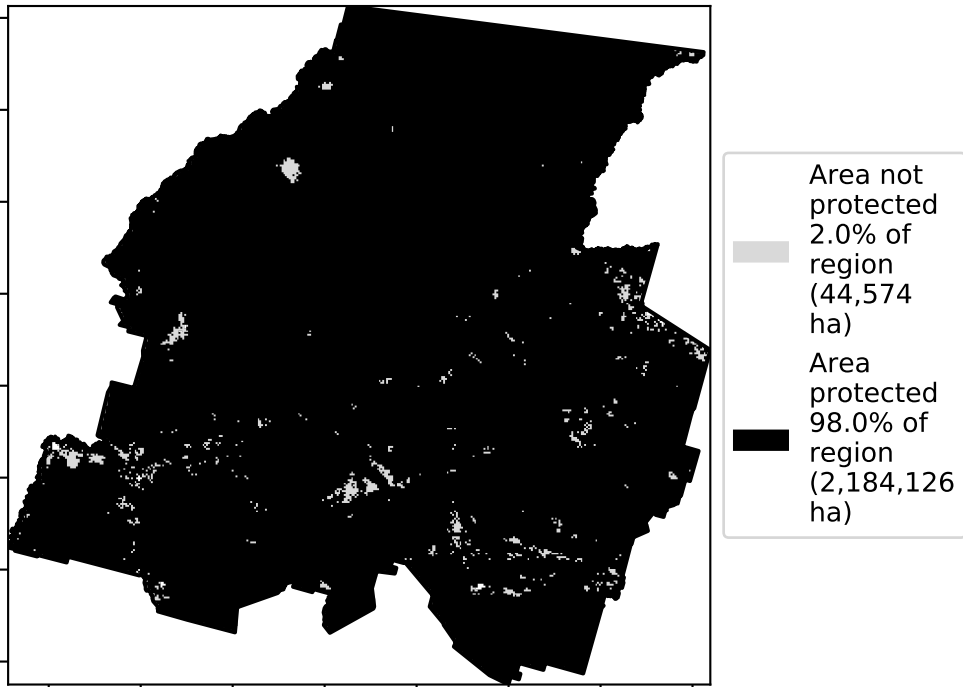 Area not
protected
2.0% of
region
(44,574
ha)
Area
protected
98.0% of
region
(2,184,126
ha)